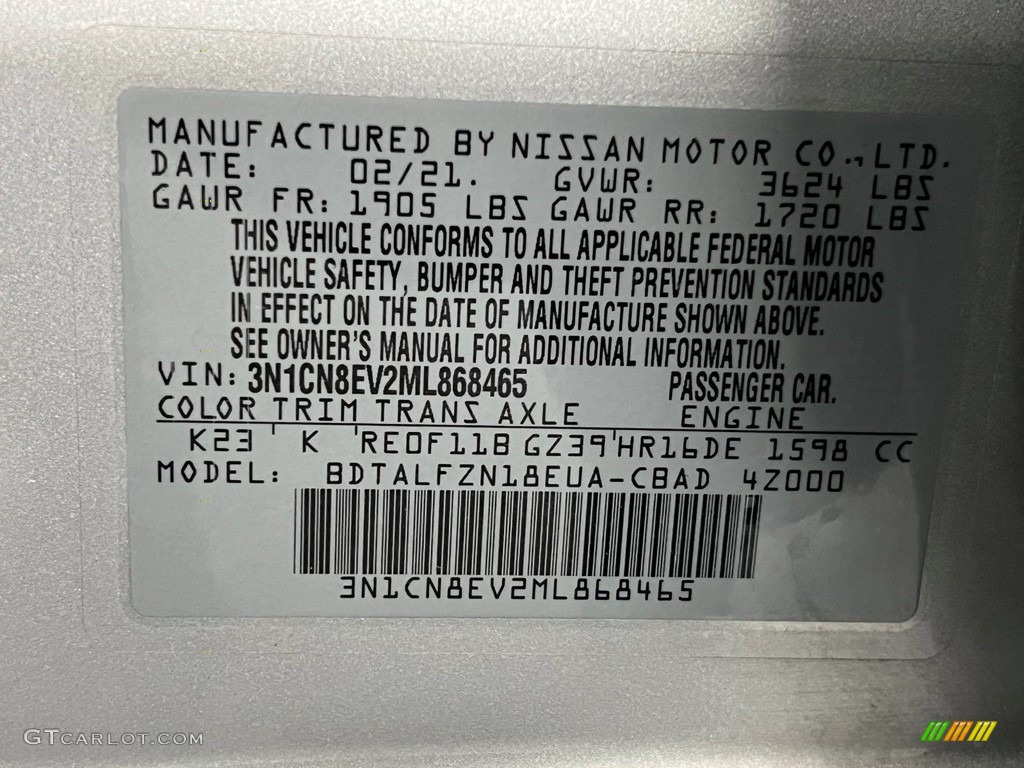 MANUFACTURED BY NISSAN MOTOR CO., LTD.
DATE: 02/21. GVWR: 3624 LBS
GAWR FR: 1905 LBS GAWR RR: 1720 LBS
THIS VEHICLE CONFORMS TO ALL APPLICABLE FEDERAL MOTOR
VEHICLE SAFETY, BUMPER AND THEFT PREVENTION STANDARDS
IN EFFECT ON THE DATE OF MANUFACTURE SHOWN ABOVE.
SEE OWNER'S MANUAL FOR ADDITIONAL INFORMATION.
VIN: 3N1CN8EV2ML868465 PASSENGER CAR.
COLOR TRIM TRANS AXLE ENGINE
K23 ' K 'RE0F11B GZ39'HR16DE 1598 CC
MODEL: BDTALFZN18EUA-CBAD 4Z000
3N1CN8EV2ML868465
GTCARLOT.COM